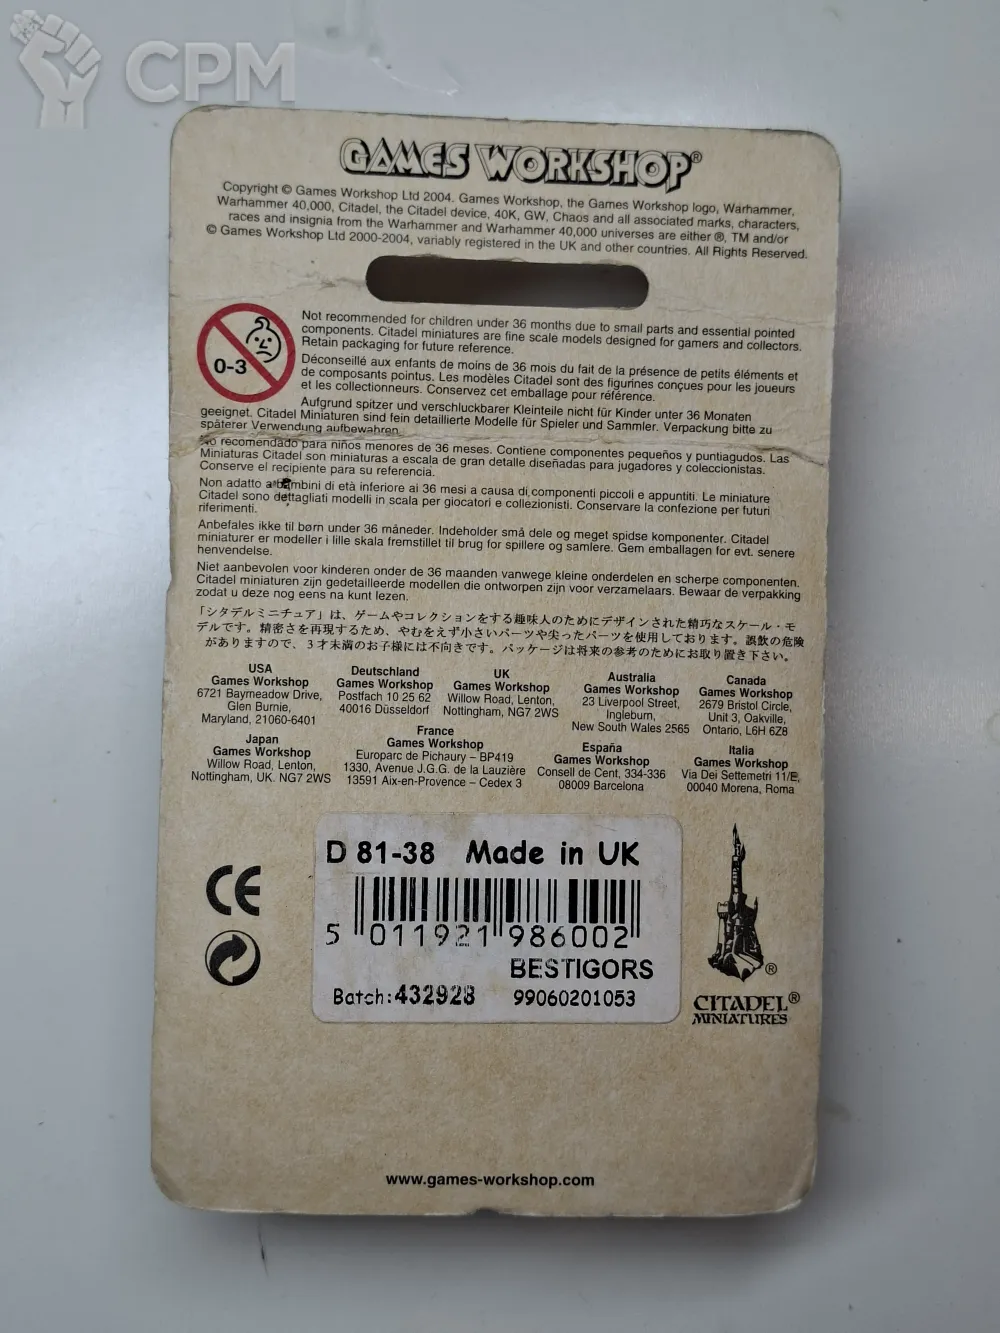 CPM
GAMES WORKSHOP®
Copyright © Games Workshop Ltd 2004. Games Workshop, the Games Workshop logo, Warhammer,
Warhammer 40,000, Citadel, the Citadel device, 40K, GW, Chaos and all associated marks, characters,
races and insignia from the Warhammer and Warhammer 40,000 universes are either ®, TM and/or
© Games Workshop Ltd 2000-2004, variably registered in the UK and other countries. All Rights Reserved.
0-3
Not recommended for children under 36 months due to small parts and essential pointed
components. Citadel miniatures are fine scale models designed for gamers and collectors.
Retain packaging for future reference.
Déconseillé aux enfants de moins de 36 mois du fait de la présence de petits éléments et
de composants pointus. Les modèles Citadel sont des figurines conçues pour les joueurs
et les collectionneurs. Conservez cet emballage pour référence.
Aufgrund spitzer und verschluckbarer Kleinteile nicht für Kinder unter 36 Monaten
geeignet. Citadel Miniaturen sind fein detaillierte Modelle für Spieler und Sammler. Verpackung bitte zu
späterer Verwendung aufbewahren.
No recomendado para niños menores de 36 meses. Contiene componentes pequeños y puntiagudos. Las
Miniaturas Citadel son miniaturas a escala de gran detalle diseñadas para jugadores y coleccionistas.
Conserve el recipiente para su referencia.
Non adatto a bambini di età inferiore ai 36 mesi a causa di componenti piccoli e appuntiti. Le miniature
Citadel sono dettagliati modelli in scala per giocatori e collezionisti. Conservare la confezione per futuri
riferimenti.
Anbefales ikke til børn under 36 måneder. Indeholder små dele og meget spidse komponenter. Citadel
miniaturer er modeller i lille skala fremstillet til brug for spillere og samlere. Gem emballagen for evt. senere
henvendelse.
Niet aanbevolen voor kinderen onder de 36 maanden vanwege kleine onderdelen en scherpe componenten.
Citadel miniaturen zijn gedetailleerde modellen die ontworpen zijn voor verzamelaars. Bewaar de verpakking
zodat u deze nog eens na kunt lezen.
「シタデルミニチュア」は、ゲームやコレクションをする趣味人のためにデザインされた精巧なスケール・モ
デルです。精密さを再現するため、やむをえず小さいパーツや尖ったパーツを使用しております。誤飲の危険
がありますので、3才未満のお子様には不向きです。パッケージは将来の参考のためにお取り置き下さい。
USA
Games Workshop
6721 Baymeadow Drive,
Glen Burnie,
Maryland, 21060-6401
Deutschland
Games Workshop
Postfach 10 25 62
40016 Düsseldorf
UK
Games Workshop
Willow Road, Lenton,
Nottingham, NG7 2WS
Australia
Games Workshop
23 Liverpool Street,
Ingleburn,
New South Wales 2565
Canada
Games Workshop
2679 Bristol Circle,
Unit 3, Oakville,
Ontario, L6H 6Z8
Japan
Games Workshop
Willow Road, Lenton,
Nottingham, UK. NG7 2WS
France
Games Workshop
Europarc de Pichaury – BP419
1330, Avenue J.G.G. de la Lauzière
13591 Aix-en-Provence – Cedex 3
España
Games Workshop
Consell de Cent, 334-336
08009 Barcelona
Italia
Games Workshop
Via Dei Settemetri 11/E,
00040 Morena, Roma
D 81-38 Made in UK
5 011921 986002
BESTIGORS
Batch:432928 99060201053
CE
®
CITADEL®
MINIATURES
www.games-workshop.com